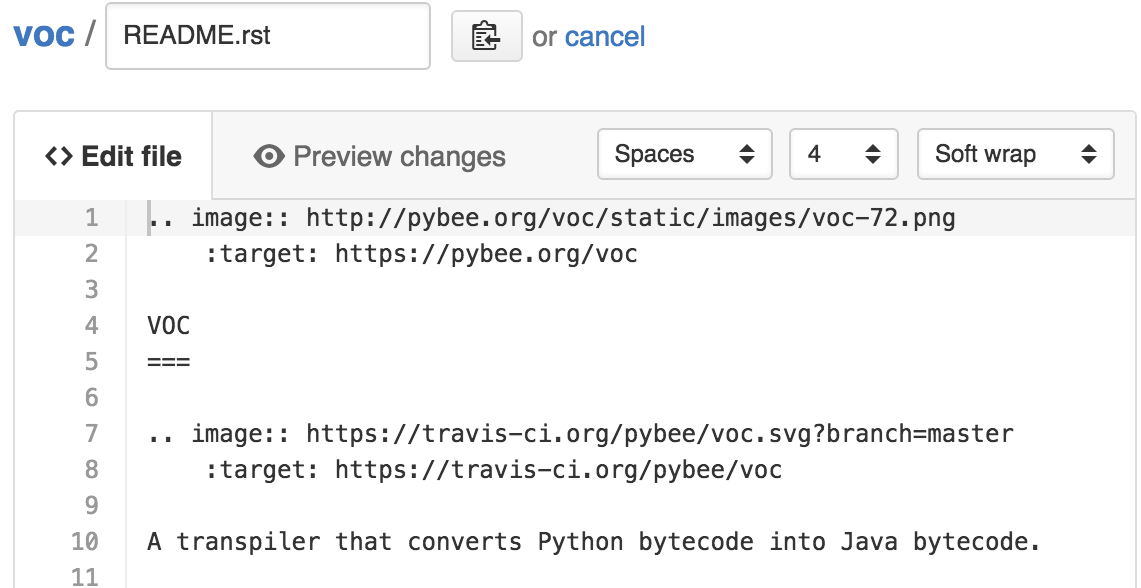 voc / README.rst or cancel
<> Edit file Preview changes Spaces 4 Soft wrap
1 .. image:: http://pybee.org/voc/static/images/voc-72.png
2     :target: https://pybee.org/voc
3
4 VOC
5 ===
6
7 .. image:: https://travis-ci.org/pybee/voc.svg?branch=master
8     :target: https://travis-ci.org/pybee/voc
9
10 A transpiler that converts Python bytecode into Java bytecode.
11